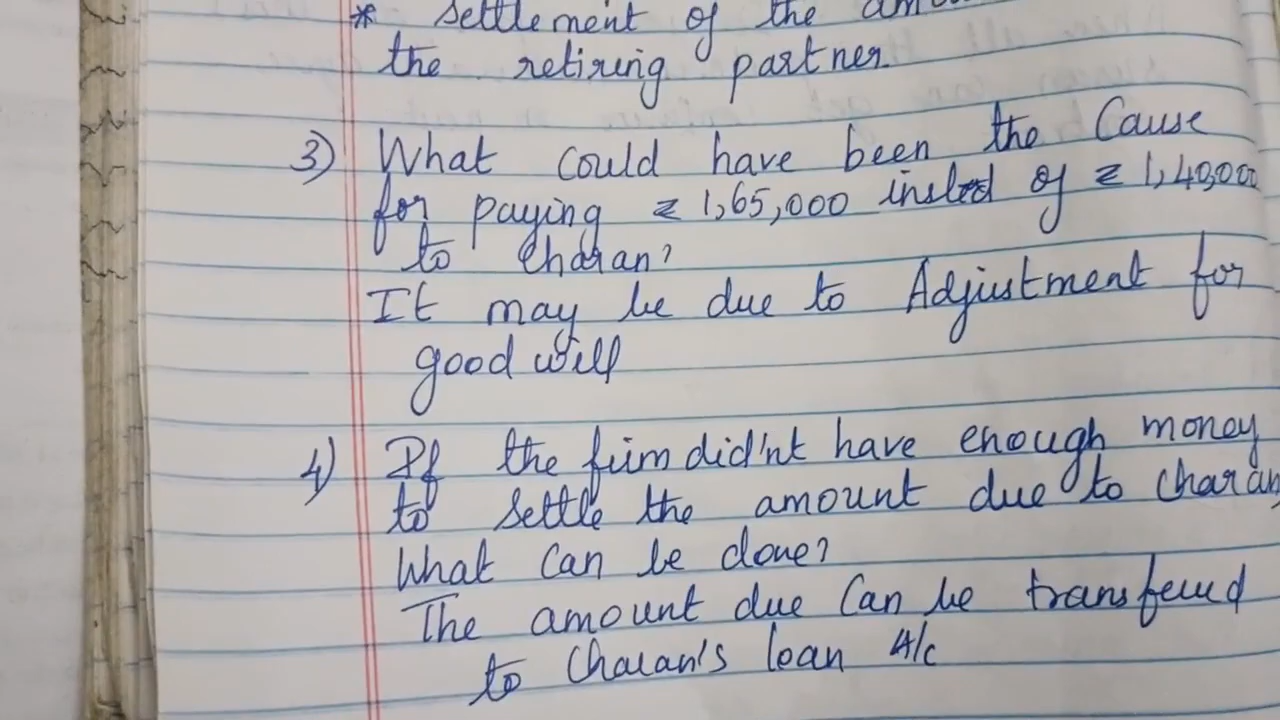 * Settlement of the
the retiring partner.
3) What could have been the Cause
for paying ₹ 1,65,000 insted of ₹ 1,40,000
to charan?
It may be due to Adjustment for
good will
4) If the firm did'nt have enough money
to settle the amount due to charan,
What can be done?
The amount due can be transferred
to Charan's loan A/c